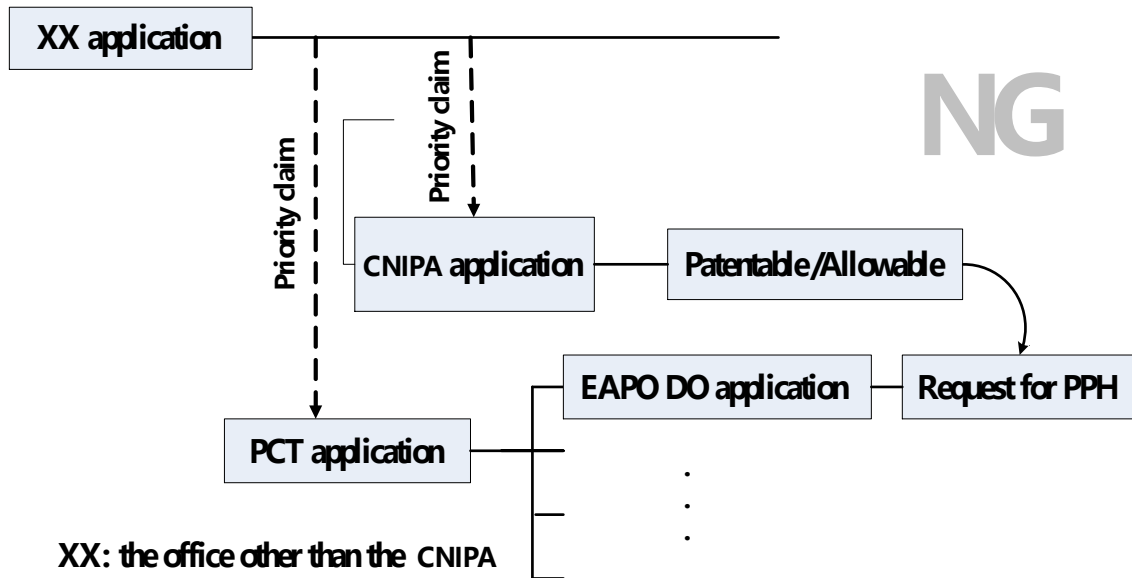 XX application
NG
Priority claim
Priority claim
CNIPA application
Patentable/Allowable
EAPO DO application
Request for PPH
PCT application
XX: the office other than the CNIPA